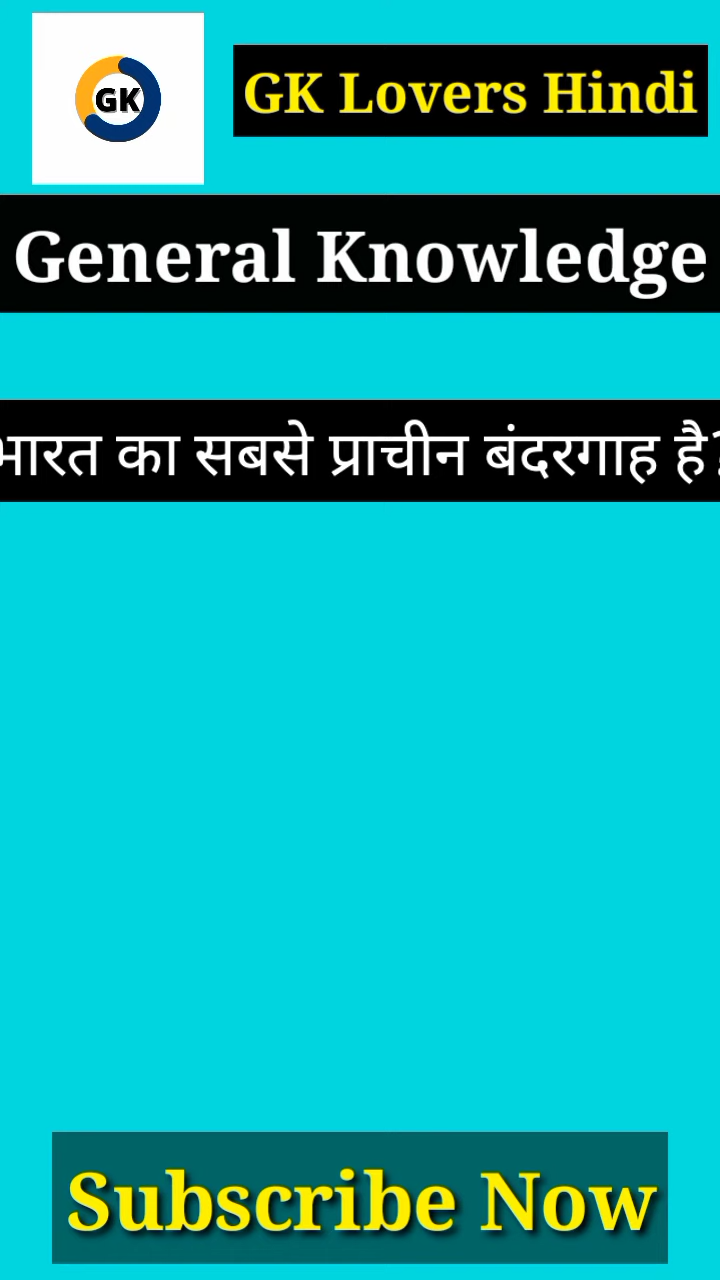 GK
GK Lovers Hindi
General Knowledge
भारत का सबसे प्राचीन बंदरगाह है?
Subscribe Now